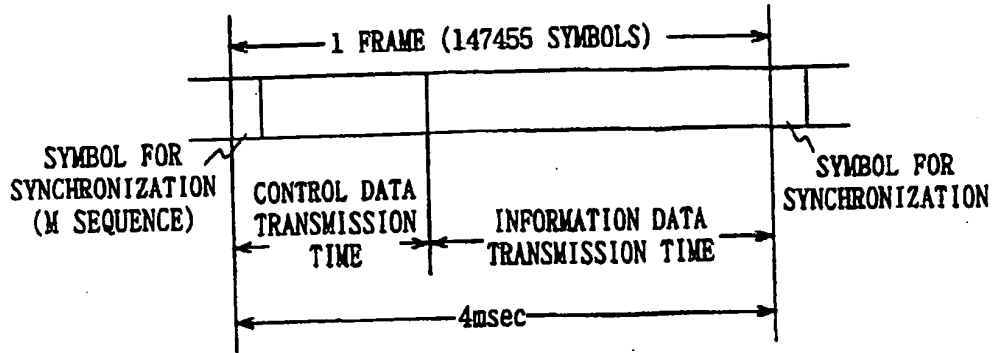 1 FRAME (147455 SYMBOLS)
SYMBOL FOR
SYNCHRONIZATION
(M SEQUENCE)
CONTROL DATA
TRANSMISSION
TIME
INFORMATION DATA
TRANSMISSION TIME
SYMBOL FOR
SYNCHRONIZATION
4msec